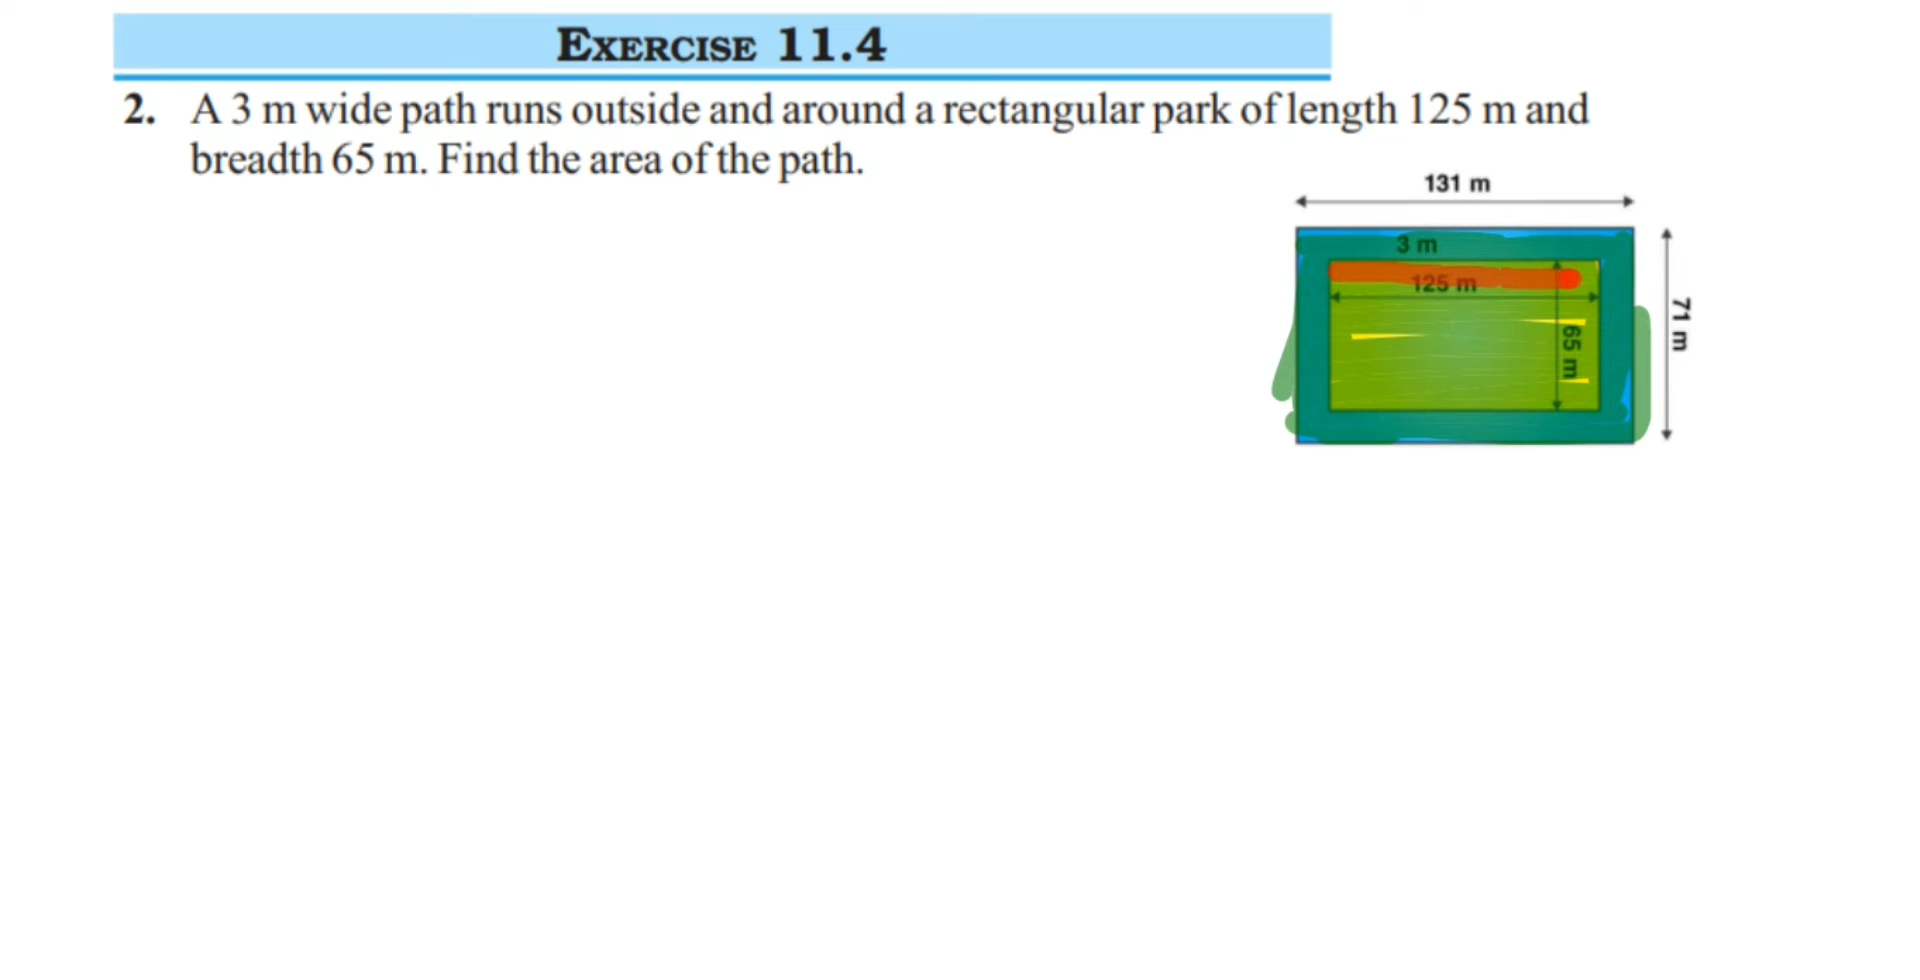 EXERCISE 11.4
2. A 3 m wide path runs outside and around a rectangular park of length 125 m and
breadth 65 m. Find the area of the path.
131 m
3 m
125 m
65 m
71 m